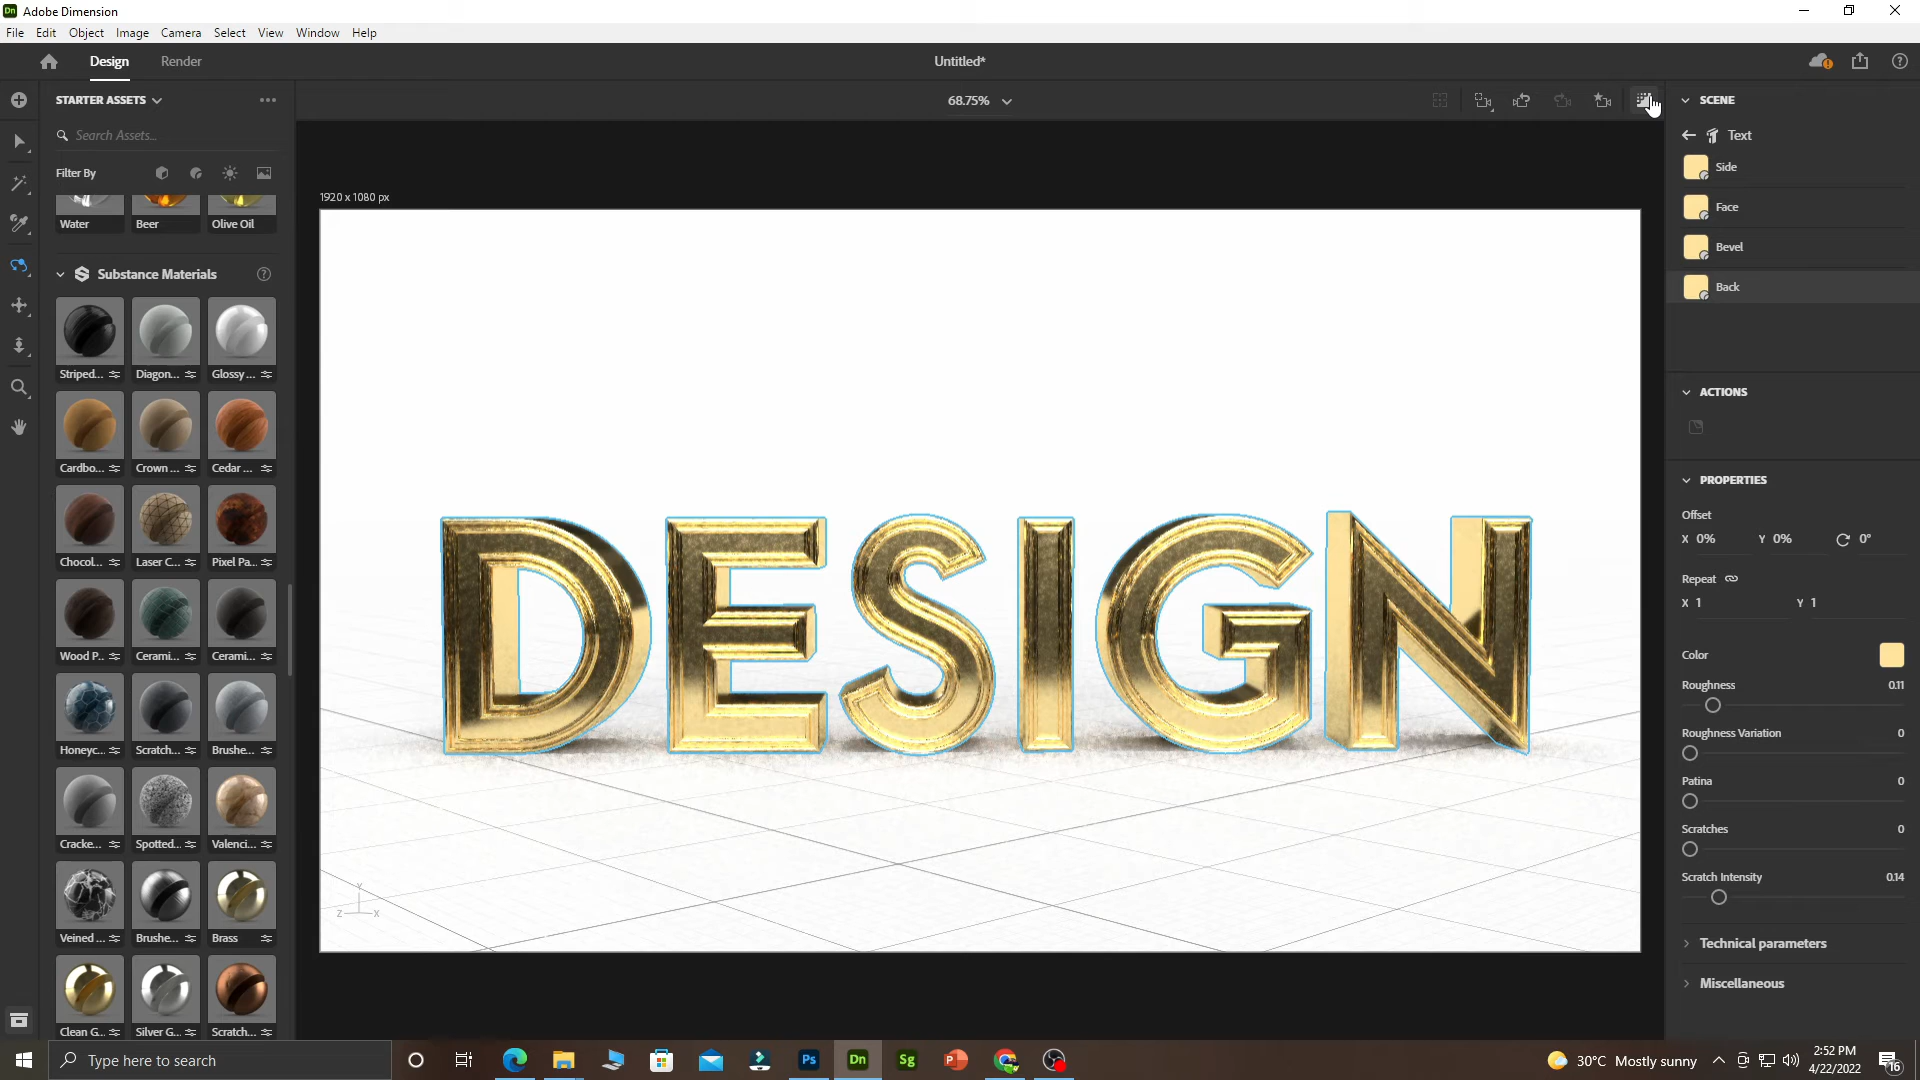 Adobe Dimension
File Edit Object Image Camera Select View Window Help
Design Render Untitled*
STARTER ASSETS
68.75%
Search Assets...
Filter By
Water Beer Olive Oil
Substance Materials
Striped... Diagon... Glossy ...
Cardbo... Crown ... Cedar ...
Chocol... Laser C... Pixel Pa...
Wood P... Cerami... Cerami...
Honeyc... Scratch... Brushe...
Cracke... Spotted... Valenci...
Veined ... Brushe... Brass
Clean G... Silver G... Scratch...
1920 x 1080 px
DESIGN
Y
Z X
SCENE
Text
Side
Face
Bevel
Back
ACTIONS
PROPERTIES
Offset
X 0% Y 0% 0°
Repeat
X 1 Y 1
Color
Roughness 0.11
Roughness Variation 0
Patina 0
Scratches 0
Scratch Intensity 0.14
Technical parameters
Miscellaneous
Type here to search
Ps Dn Sg P
30°C Mostly sunny
2:52 PM
4/22/2022
16